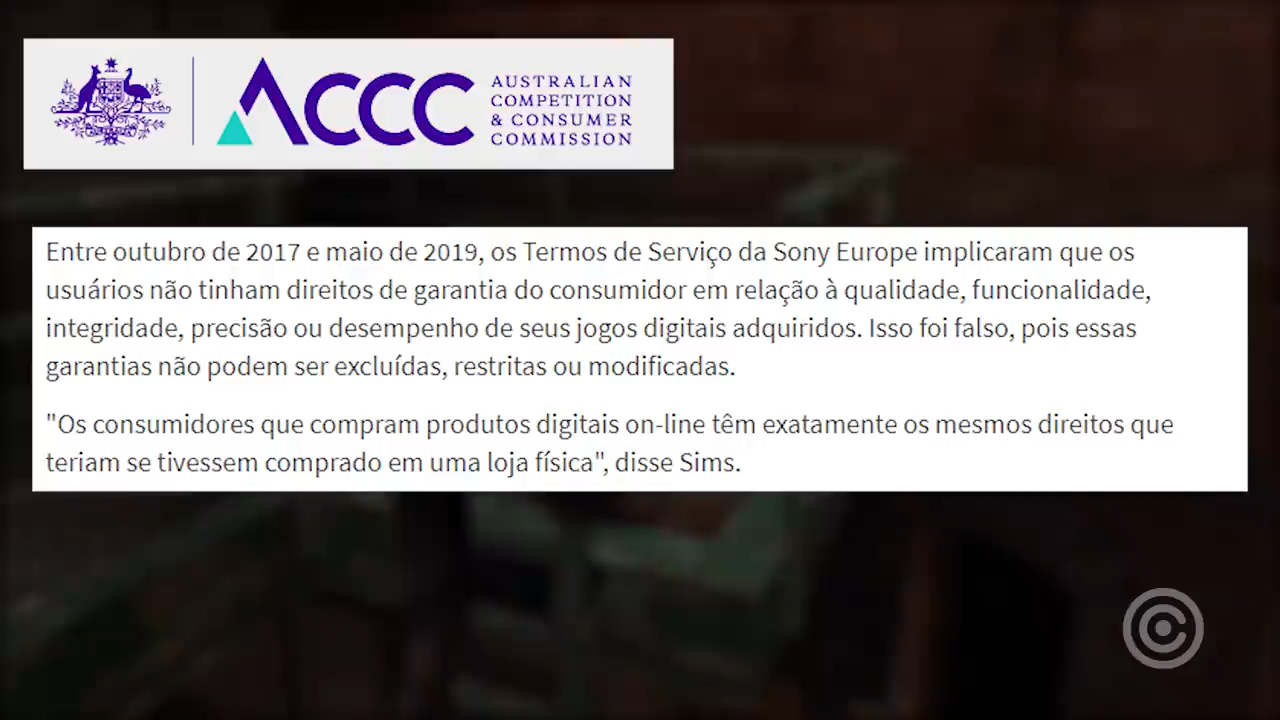 ACCC
AUSTRALIAN
COMPETITION
& CONSUMER
COMMISSION
Entre outubro de 2017 e maio de 2019, os Termos de Serviço da Sony Europe implicaram que os
usuários não tinham direitos de garantia do consumidor em relação à qualidade, funcionalidade,
integridade, precisão ou desempenho de seus jogos digitais adquiridos. Isso foi falso, pois essas
garantias não podem ser excluídas, restritas ou modificadas.
"Os consumidores que compram produtos digitais on-line têm exatamente os mesmos direitos que
teriam se tivessem comprado em uma loja física", disse Sims.